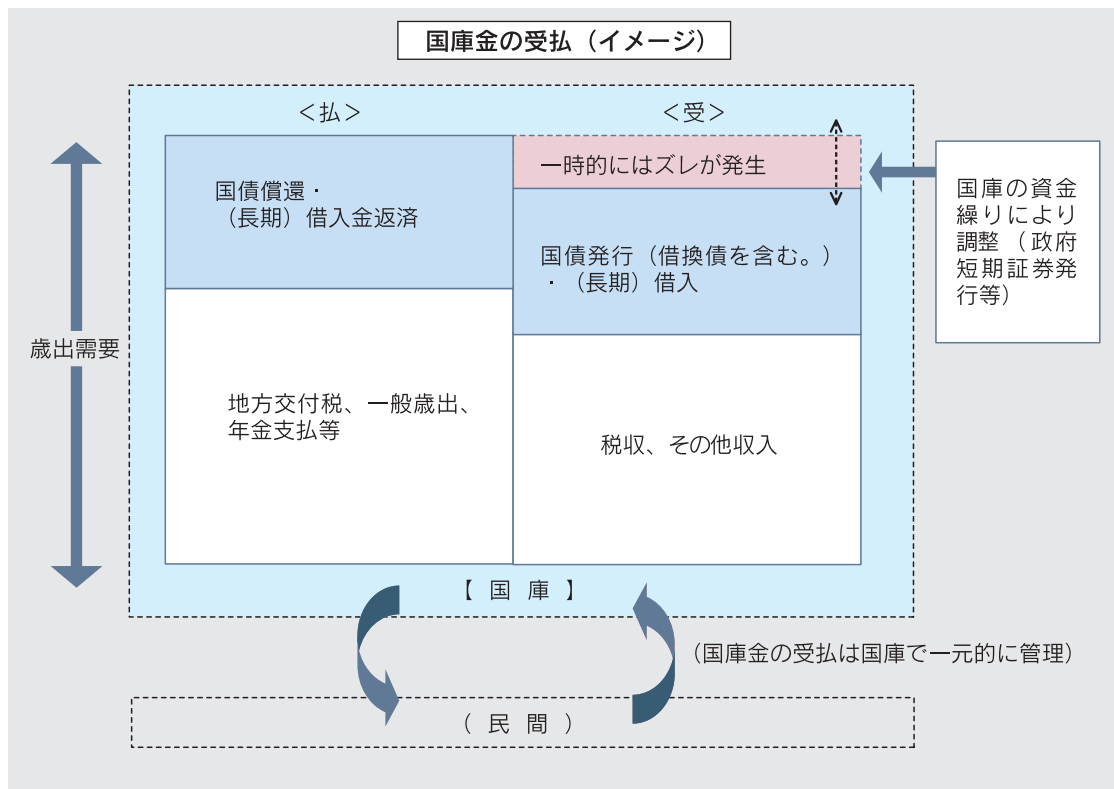 国庫金の受払（イメージ）
＜払＞
＜受＞
国債償還・
（長期）借入金返済
地方交付税、一般歳出、
年金支払等
一時的にはズレが発生
国債発行（借換債を含む。）
・（長期）借入
税収、その他収入
歳出需要
国庫の資金
繰りにより
調整（政府
短期証券発
行等）
【 国 庫 】
（国庫金の受払は国庫で一元的に管理）
（ 民 間 ）